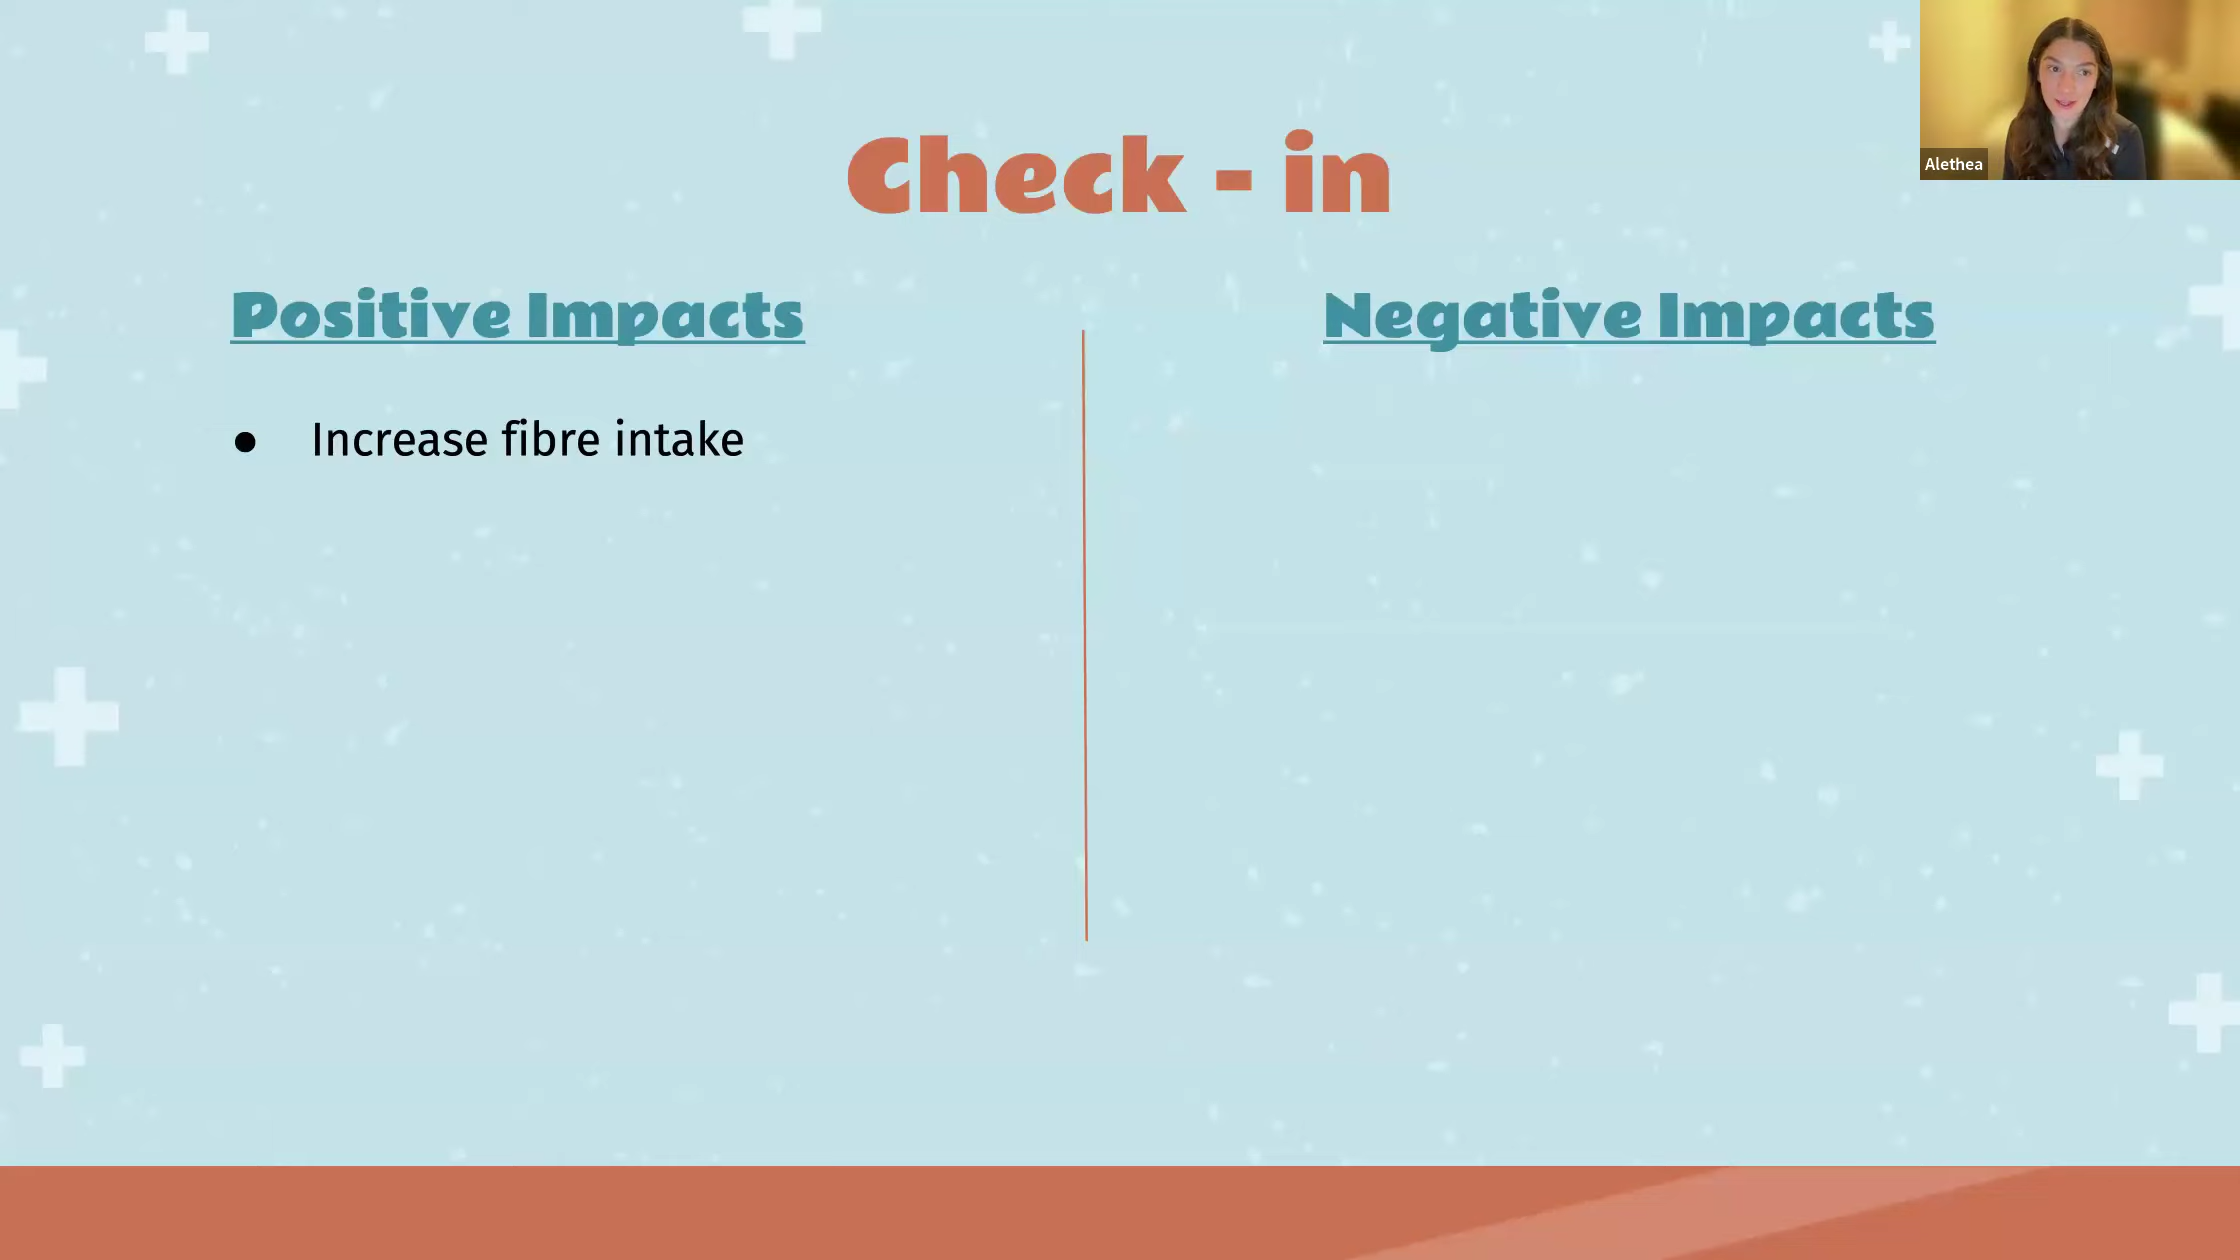 Check - in
Alethea
Positive Impacts
Negative Impacts
● Increase fibre intake